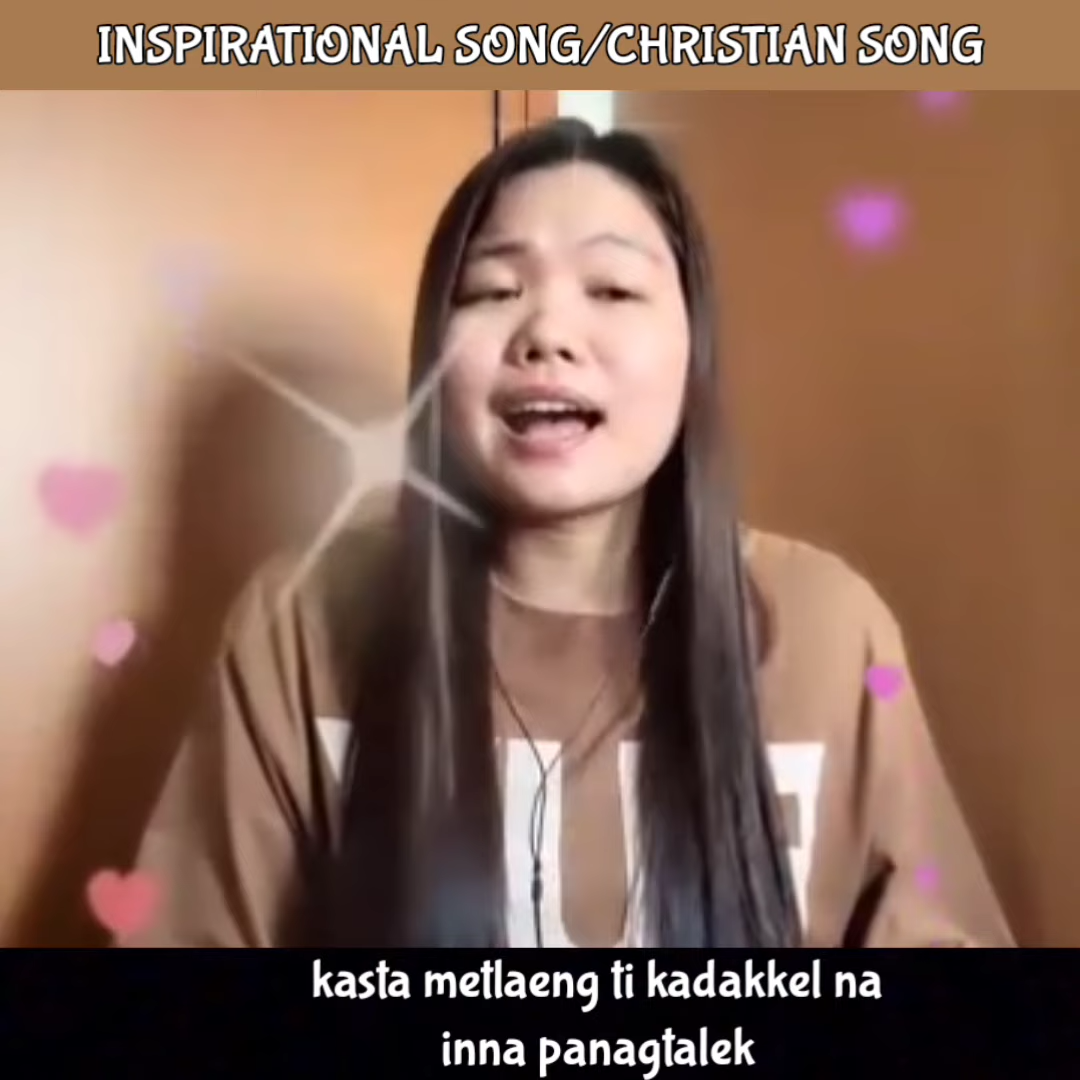 INSPIRATIONAL SONG/CHRISTIAN SONG
kasta metlaeng ti kadakkel na
inna panagtalek